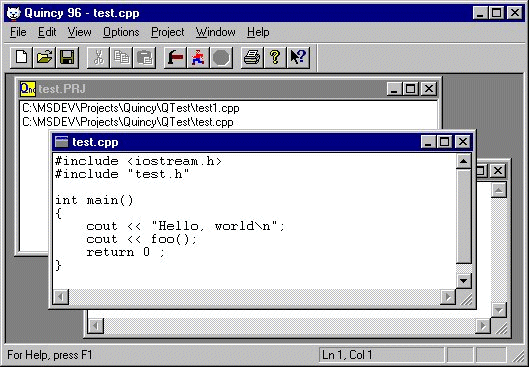 Quincy 96 - test.cpp
File Edit View Options Project Window Help
Qnc test.PRJ
C:\MSDEV\Projects\Quincy\QTest\test1.cpp
C:\MSDEV\Projects\Quincy\QTest\test.cpp
test.cpp
#include <iostream.h>
#include "test.h"
int main()
{
    cout << "Hello, world\n";
    cout << foo();
    return 0 ;
}
For Help, press F1
Ln 1, Col 1